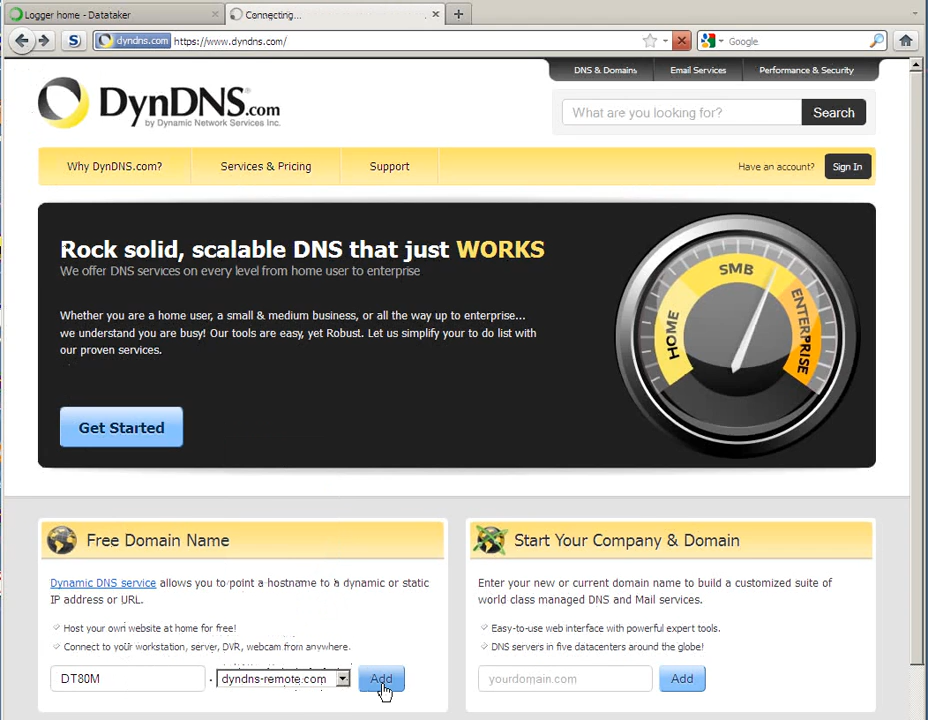 Logger home - Datataker
Connecting...
dyndns.com https://www.dyndns.com/
Google
DNS & Domains Email Services Performance & Security
DynDNS.com
by Dynamic Network Services Inc.
What are you looking for? Search
Why DynDNS.com? Services & Pricing Support Have an account? Sign In
Rock solid, scalable DNS that just WORKS
We offer DNS services on every level from home user to enterprise
Whether you are a home user, a small & medium business, or all the way up to enterprise...
we understand you are busy! Our tools are easy, yet Robust. Let us simplify your to do list with
our proven services.
Get Started
HOME SMB ENTERPRISE
Free Domain Name
Dynamic DNS service allows you to point a hostname to a dynamic or static
IP address or URL.
Host your own website at home for free!
Connect to your workstation, server, DVR, webcam from anywhere.
DT80M . dyndns-remote.com Add
Start Your Company & Domain
Enter your new or current domain name to build a customized suite of
world class managed DNS and Mail services.
Easy-to-use web interface with powerful expert tools.
DNS servers in five datacenters around the globe!
yourdomain.com Add